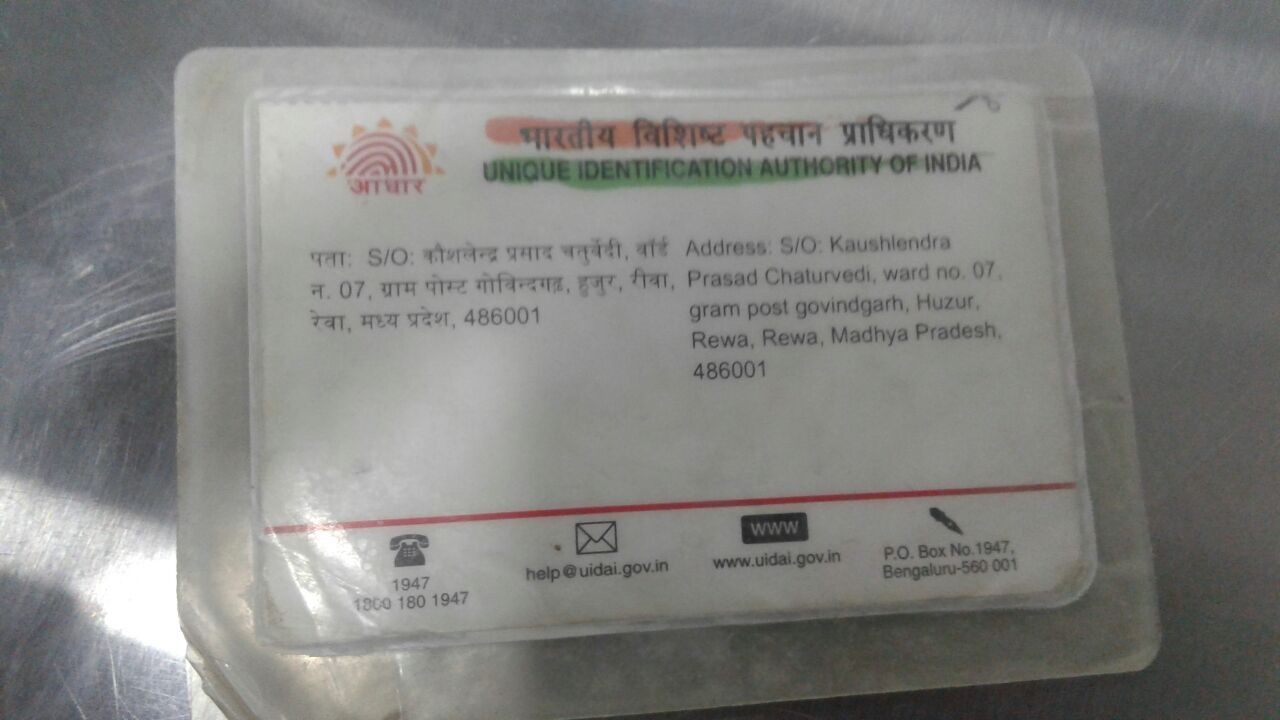 भारतीय विशिष्ट पहचान प्राधिकरण
UNIQUE IDENTIFICATION AUTHORITY OF INDIA
आधार
पता: S/O: कौशलेन्द्र प्रसाद चतुर्वेदी, वॉर्ड
न. 07, ग्राम पोस्ट गोविन्दगढ़, हुजुर, रीवा,
रेवा, मध्य प्रदेश, 486001
Address: S/O: Kaushlendra
Prasad Chaturvedi, ward no. 07,
gram post govindgarh, Huzur,
Rewa, Rewa, Madhya Pradesh,
486001
1947
1800 180 1947
help@uidai.gov.in
www
www.uidai.gov.in
P.O. Box No.1947,
Bengaluru-560 001